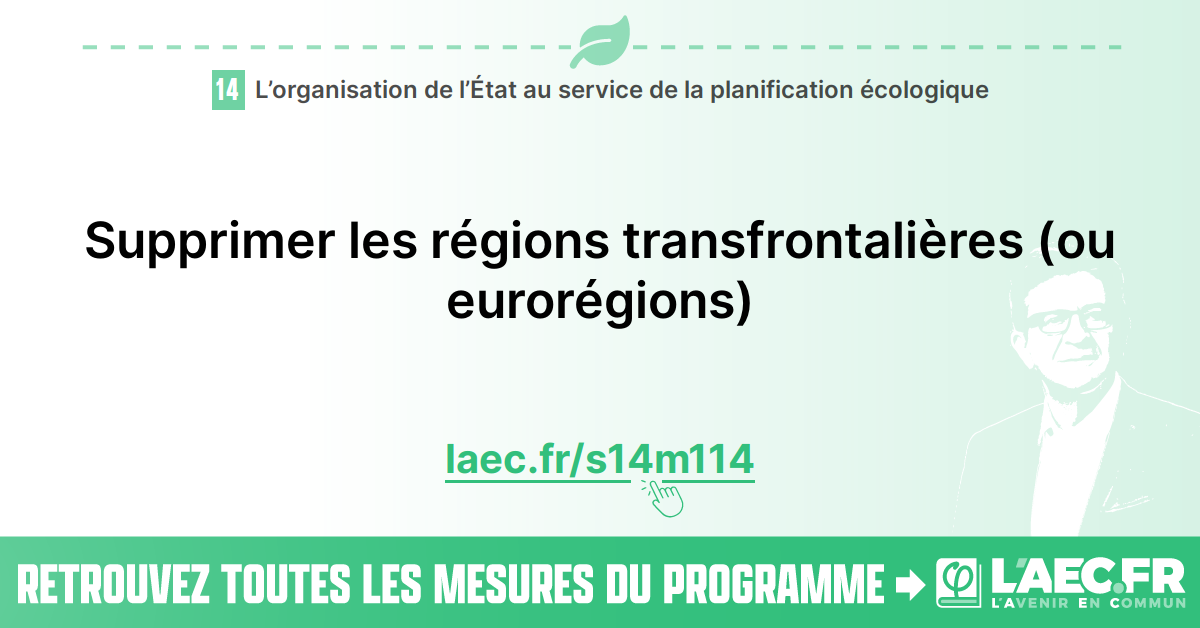 14 L’organisation de l’État au service de la planification écologique
Supprimer les régions transfrontalières (ou
eurorégions)
laec.fr/s14m114
RETROUVEZ TOUTES LES MESURES DU PROGRAMME
L'AEC.FR
L'AVENIR EN COMMUN